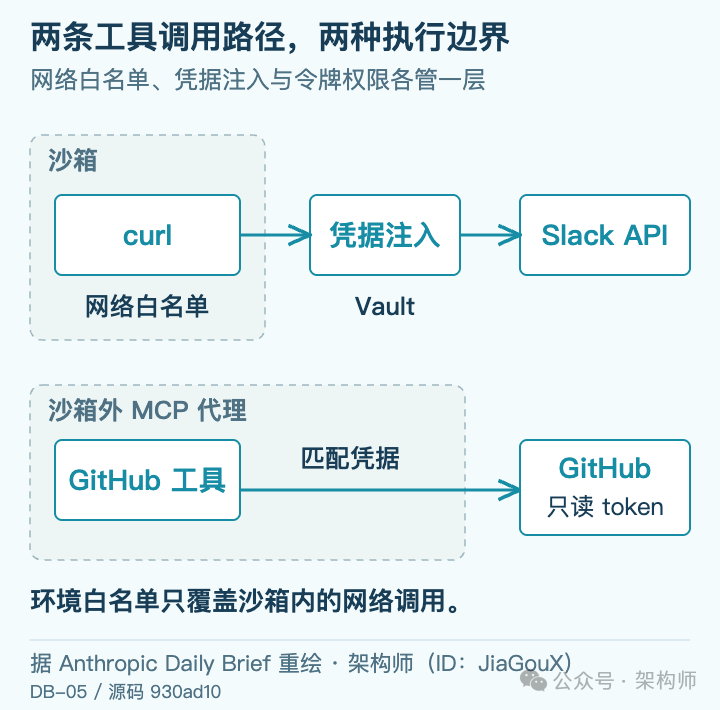 两条工具调用路径，两种执行边界
网络白名单、凭据注入与令牌权限各管一层
沙箱
curl
凭据注入
Slack API
网络白名单
Vault
沙箱外 MCP 代理
GitHub 工具
匹配凭据
GitHub
只读 token
环境白名单只覆盖沙箱内的网络调用。
据 Anthropic Daily Brief 重绘 · 架构师（ID：JiaGouX）
DB-05 / 源码 930ad10
公众号 · 架构师